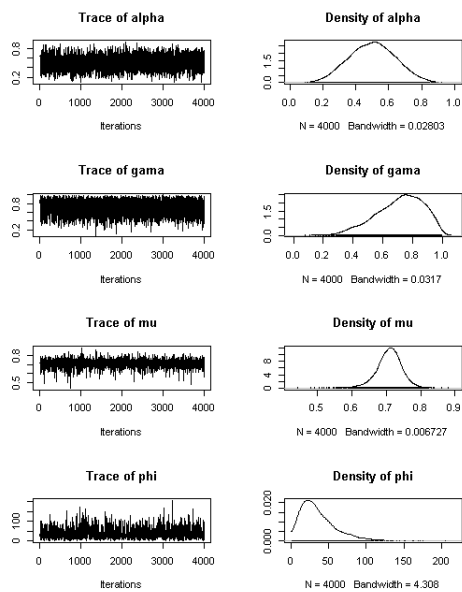 Trace of alpha
0.2 0.8
0 1000 2000 3000 4000
Iterations
Density of alpha
0.0 1.5
0.0 0.2 0.4 0.6 0.8 1.0
N = 4000 Bandwidth = 0.02803
Trace of gama
0.2 0.8
0 1000 2000 3000 4000
Iterations
Density of gama
0.0 1.5
0.0 0.2 0.4 0.6 0.8 1.0
N = 4000 Bandwidth = 0.0317
Trace of mu
0.5 0.8
0 1000 2000 3000 4000
Iterations
Density of mu
0 4 8
0.5 0.6 0.7 0.8 0.9
N = 4000 Bandwidth = 0.006727
Trace of phi
0 100
0 1000 2000 3000 4000
Iterations
Density of phi
0.000 0.020
0 50 100 150 200
N = 4000 Bandwidth = 4.308